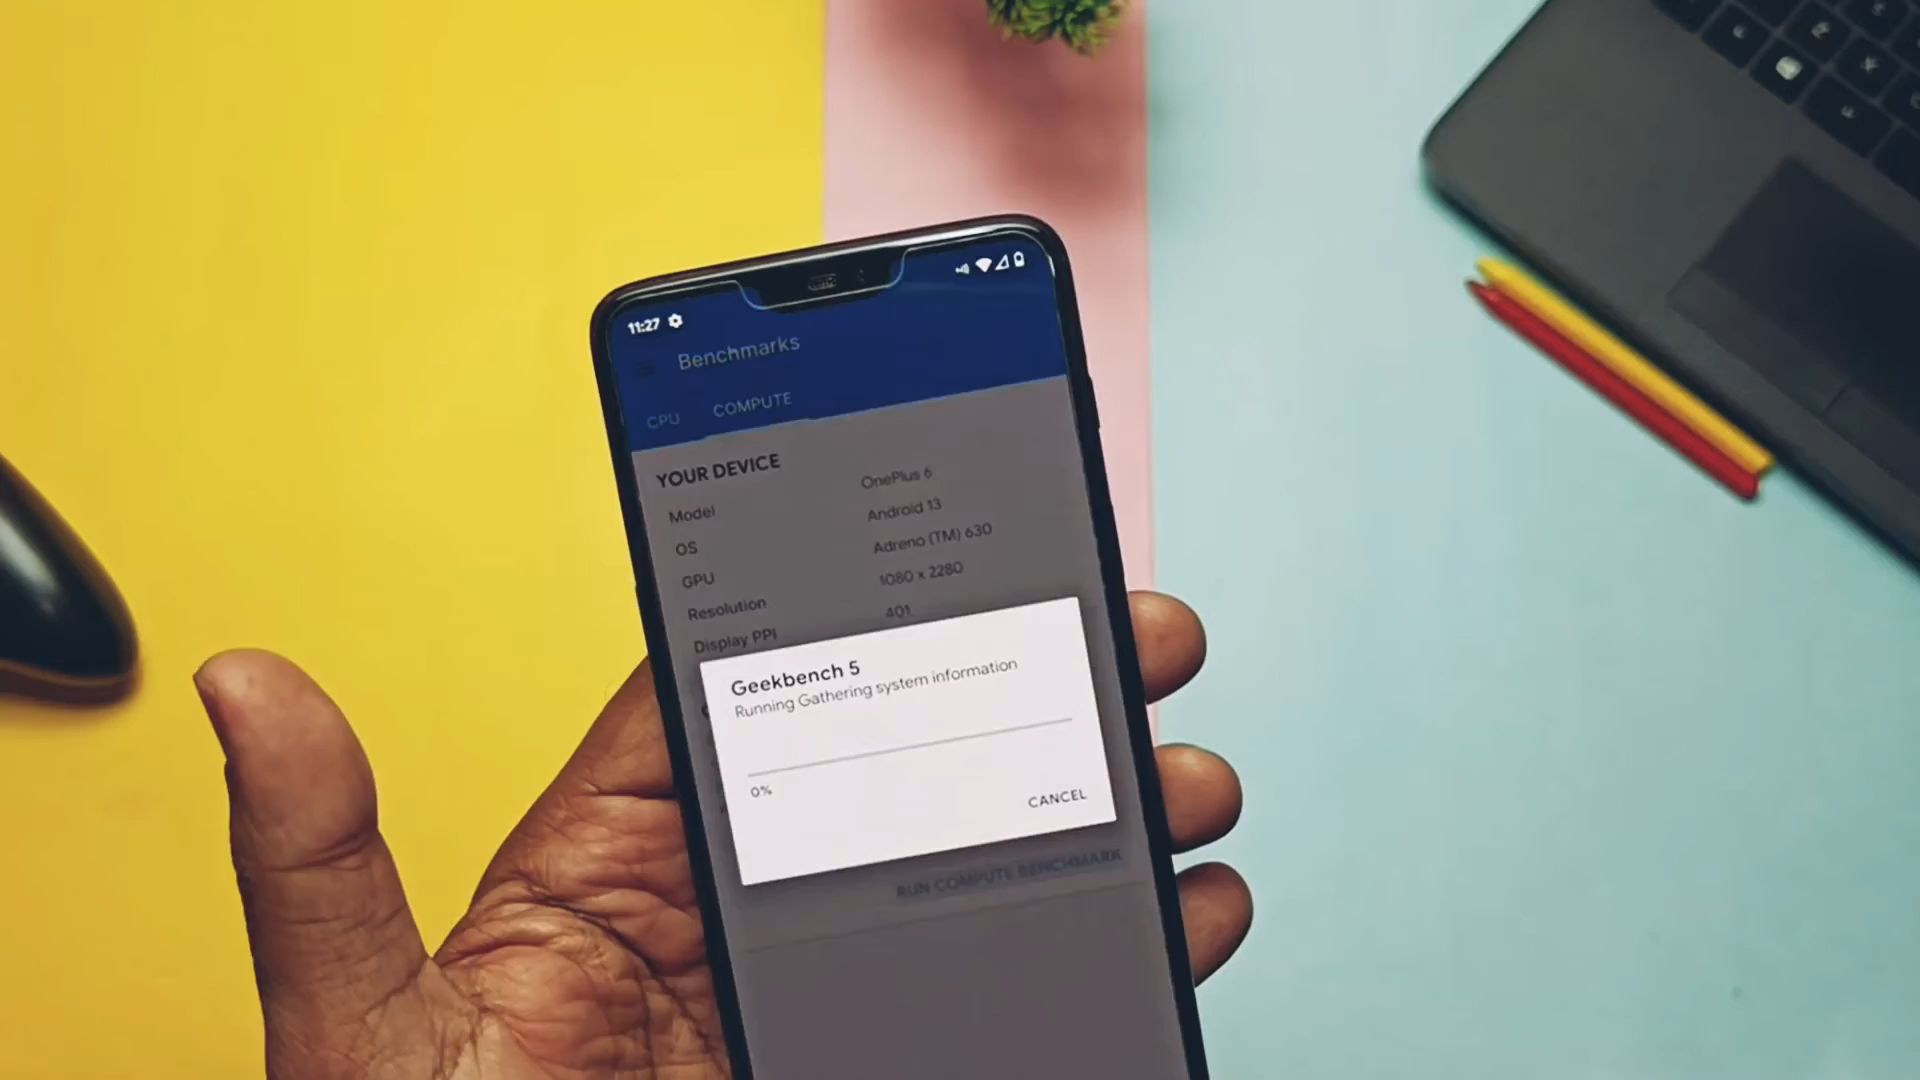 11:27
Benchmarks
CPU COMPUTE
YOUR DEVICE
Model OnePlus 6
OS Android 13
GPU Adreno (TM) 630
Resolution 1080 x 2280
Display PPI 401
Geekbench 5
Running Gathering system information
0%
CANCEL
RUN COMPUTE BENCHMARK